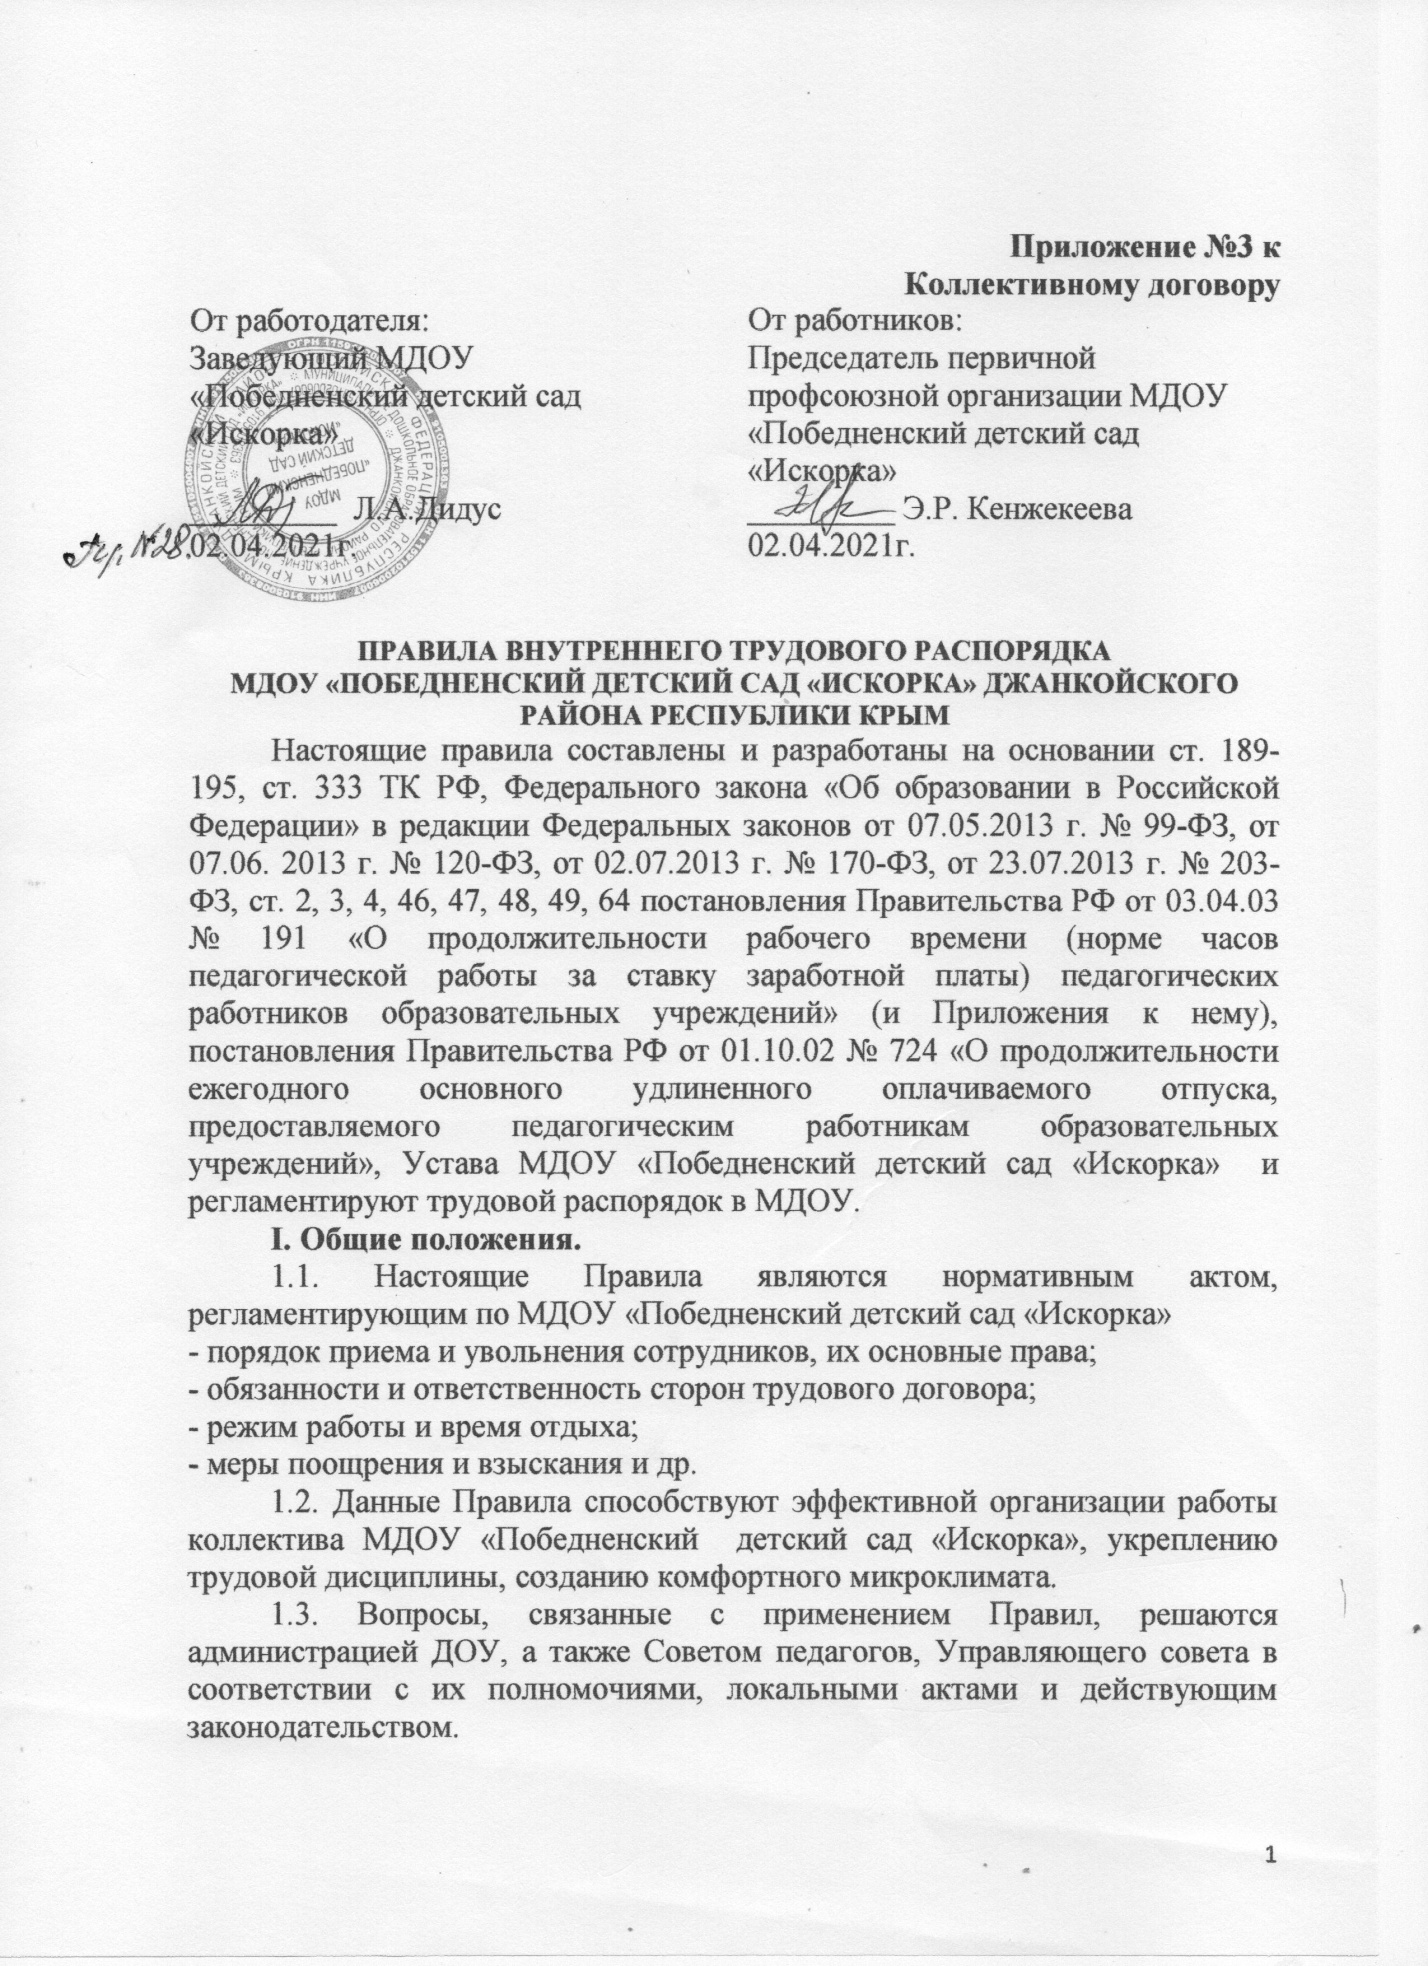 Приложение №3 к
Коллективному договору
От работодателя:
Заведующий МДОУ
«Победненский детский сад
«Искорка»
Л.А.Дидус
Пр. №28. 02.04.2021г.
От работников:
Председатель первичной
профсоюзной организации МДОУ
«Победненский детский сад
«Искорка»
Э.Р. Кенжекеева
02.04.2021г.
МДОУ
«ПОБЕДНЕНСКИЙ
ДЕТСКИЙ САД
«ИСКОРКА»
ПРАВИЛА ВНУТРЕННЕГО ТРУДОВОГО РАСПОРЯДКА
МДОУ «ПОБЕДНЕНСКИЙ ДЕТСКИЙ САД «ИСКОРКА» ДЖАНКОЙСКОГО
РАЙОНА РЕСПУБЛИКИ КРЫМ
Настоящие правила составлены и разработаны на основании ст. 189-
195, ст. 333 ТК РФ, Федерального закона «Об образовании в Российской
Федерации» в редакции Федеральных законов от 07.05.2013 г. № 99-ФЗ, от
07.06. 2013 г. № 120-ФЗ, от 02.07.2013 г. № 170-ФЗ, от 23.07.2013 г. № 203-
ФЗ, ст. 2, 3, 4, 46, 47, 48, 49, 64 постановления Правительства РФ от 03.04.03
№ 191 «О продолжительности рабочего времени (норме часов
педагогической работы за ставку заработной платы) педагогических
работников образовательных учреждений» (и Приложения к нему),
постановления Правительства РФ от 01.10.02 № 724 «О продолжительности
ежегодного основного удлиненного оплачиваемого отпуска,
предоставляемого педагогическим работникам образовательных
учреждений», Устава МДОУ «Победненский детский сад «Искорка» и
регламентируют трудовой распорядок в МДОУ.
I. Общие положения.
1.1. Настоящие Правила являются нормативным актом,
регламентирующим по МДОУ «Победненский детский сад «Искорка»
- порядок приема и увольнения сотрудников, их основные права;
- обязанности и ответственность сторон трудового договора;
- режим работы и время отдыха;
- меры поощрения и взыскания и др.
1.2. Данные Правила способствуют эффективной организации работы
коллектива МДОУ «Победненский детский сад «Искорка», укреплению
трудовой дисциплины, созданию комфортного микроклимата.
1.3. Вопросы, связанные с применением Правил, решаются
администрацией ДОУ, а также Советом педагогов, Управляющего совета в
соответствии с их полномочиями, локальными актами и действующим
законодательством.
1